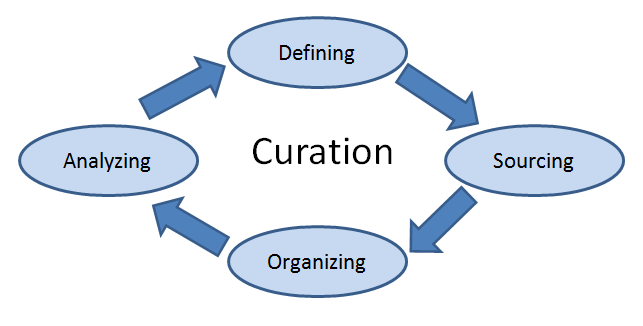 Defining
Analyzing
Curation
Sourcing
Organizing